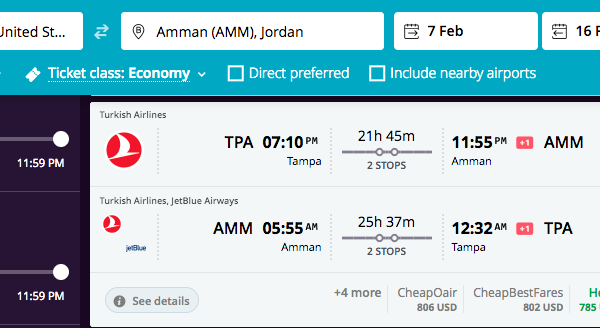 United St...
Amman (AMM), Jordan
7 Feb
16 F
Ticket class: Economy
Direct preferred
Include nearby airports
Turkish Airlines
TPA 07:10 PM
Tampa
21h 45m
2 STOPS
11:55 PM +1 AMM
Amman
11:59 PM
Turkish Airlines, JetBlue Airways
jetBlue
AMM 05:55 AM
Amman
25h 37m
2 STOPS
12:32 AM +1 TPA
Tampa
11:59 PM
See details
+4 more
CheapOair
806 USD
CheapBestFares
802 USD
H
785